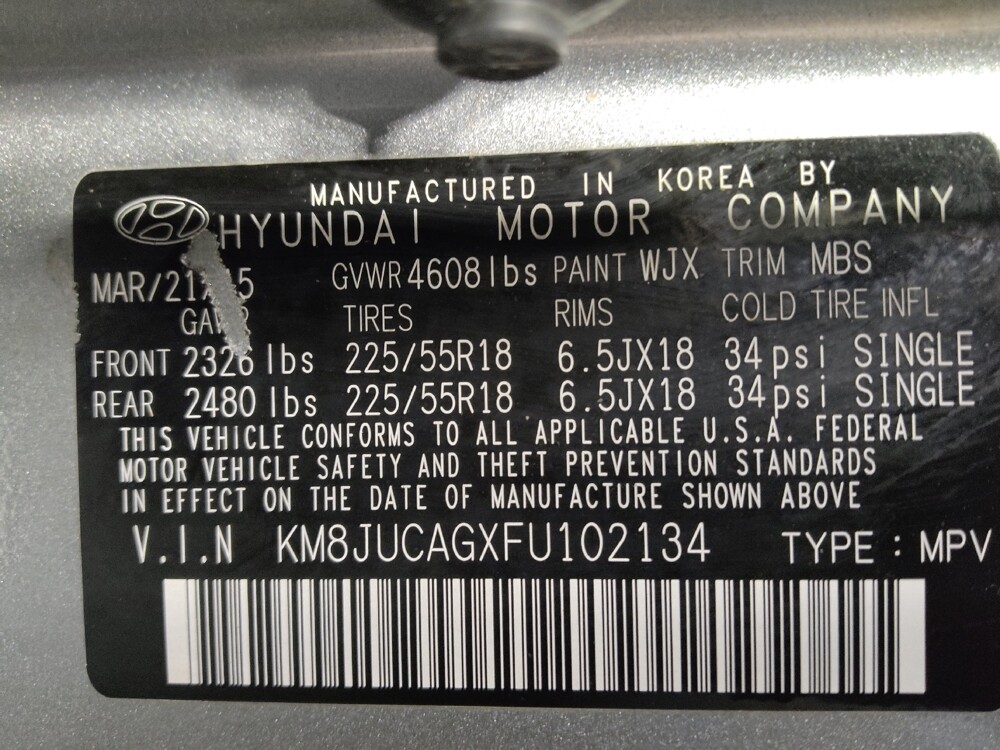 MANUFACTURED IN KOREA BY
HYUNDAI MOTOR COMPANY
GVWR 4608lbs PAINT WJX TRIM MBS
TIRES RIMS COLD TIRE INFL
FRONT 2326 lbs 225/55R18 6.5JX18 34psi SINGLE
REAR 2480 lbs 225/55R18 6.5JX18 34psi SINGLE
THIS VEHICLE CONFORMS TO ALL APPLICABLE U.S.A. FEDERAL
MOTOR VEHICLE SAFETY AND THEFT PREVENTION STANDARDS
IN EFFECT ON THE DATE OF MANUFACTURE SHOWN ABOVE
V.I.N KM8JUCAGXFU102134 TYPE : MPV